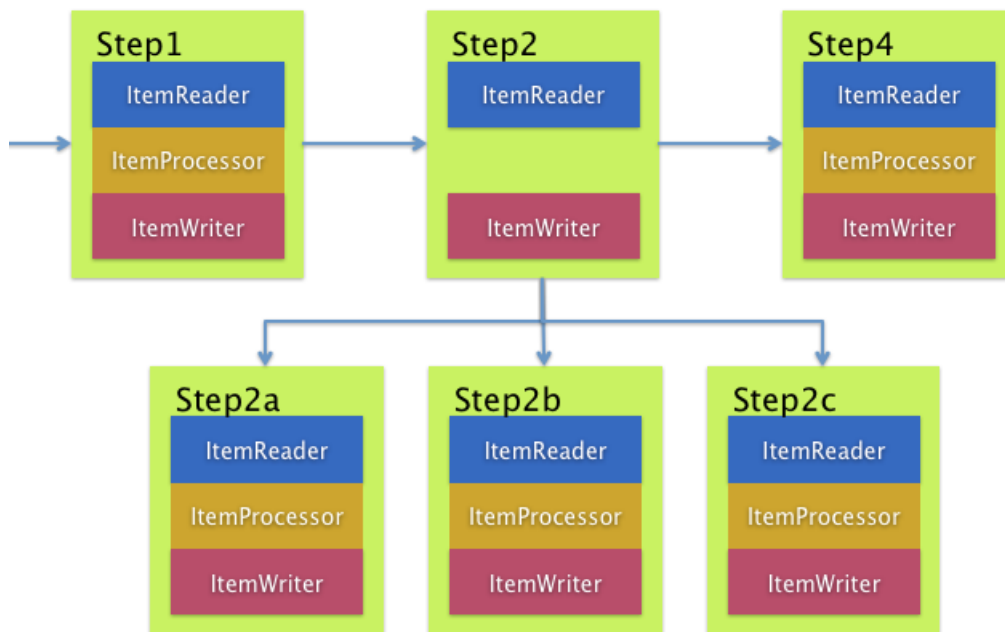 Step1
ItemReader
ItemProcessor
ItemWriter
Step2
ItemReader
ItemWriter
Step4
ItemReader
ItemProcessor
ItemWriter
Step2a
ItemReader
ItemProcessor
ItemWriter
Step2b
ItemReader
ItemProcessor
ItemWriter
Step2c
ItemReader
ItemProcessor
ItemWriter